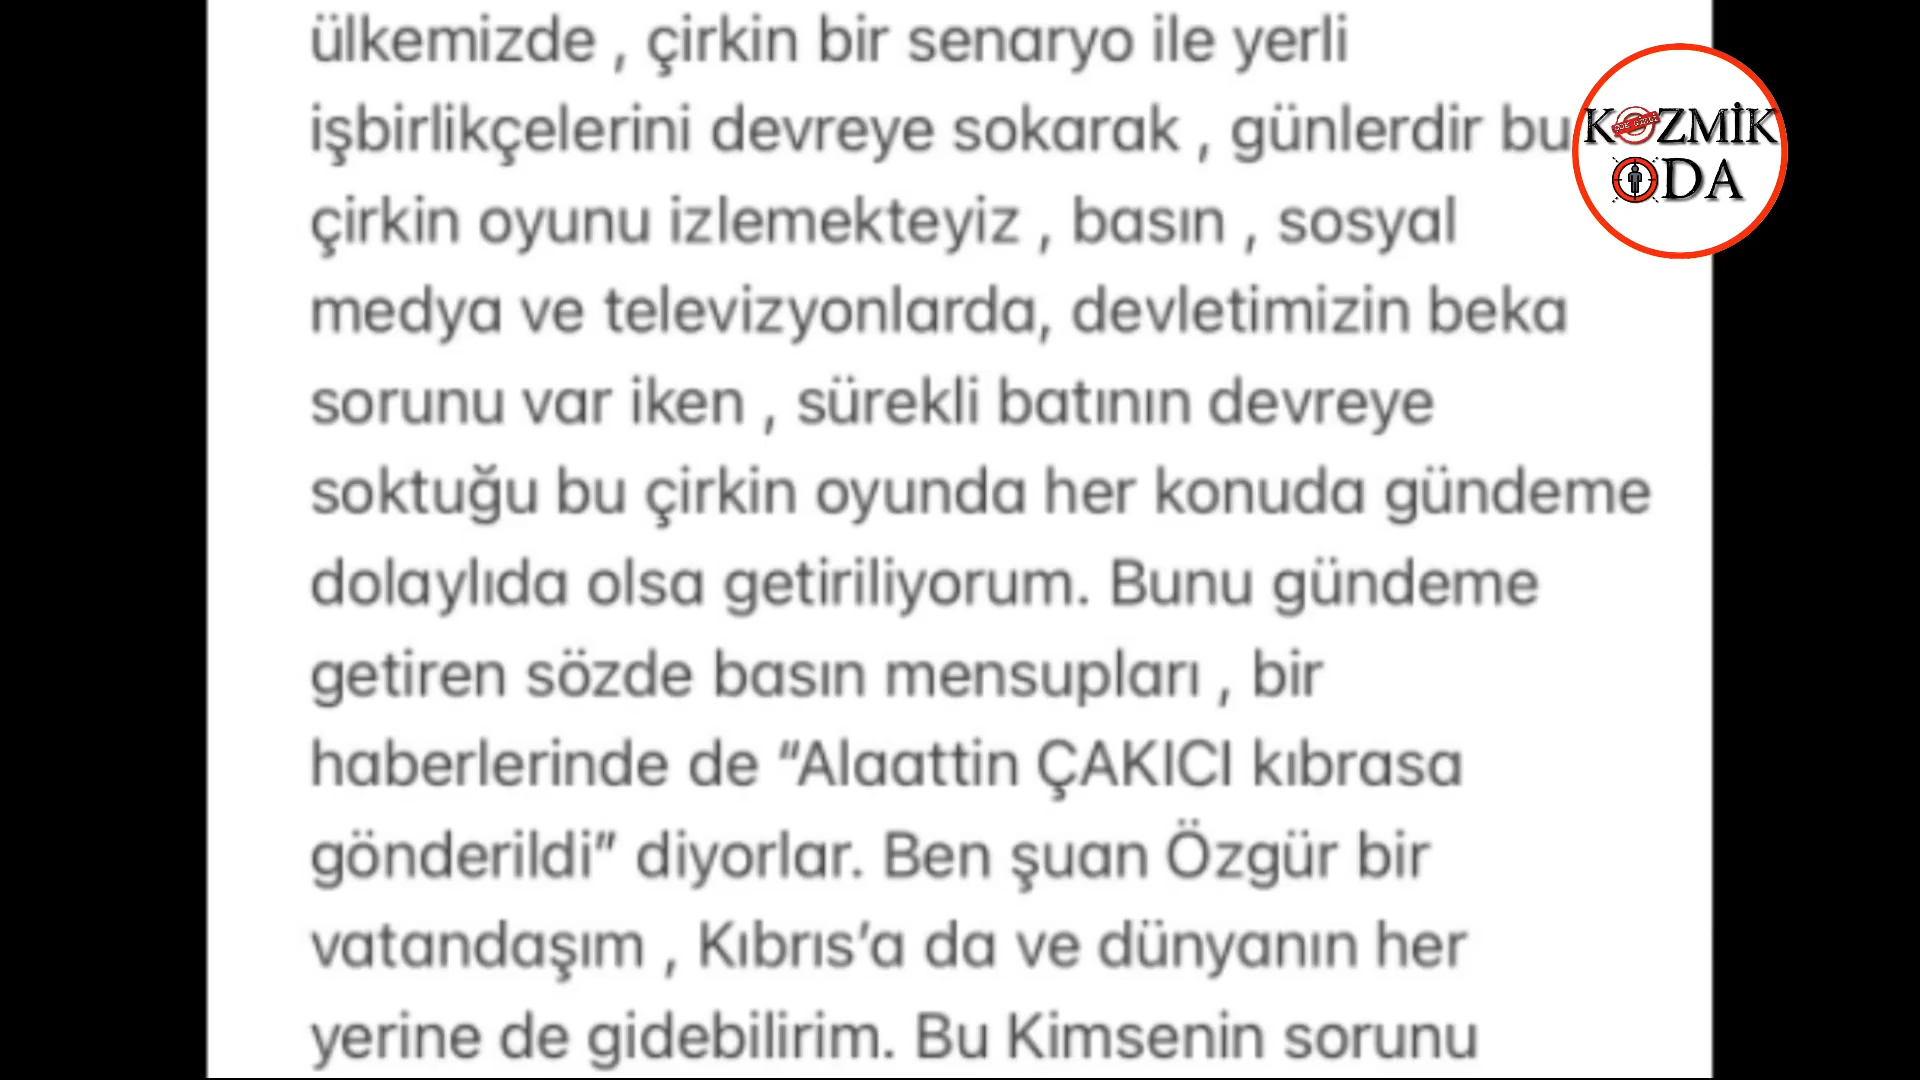 ülkemizde , çirkin bir senaryo ile yerli
işbirlikçelerini devreye sokarak , günlerdir bu
çirkin oyunu izlemekteyiz , basın , sosyal
medya ve televizyonlarda, devletimizin beka
sorunu var iken , sürekli batının devreye
soktuğu bu çirkin oyunda her konuda gündeme
dolaylıda olsa getiriliyorum. Bunu gündeme
getiren sözde basın mensupları , bir
haberlerinde de “Alaattin ÇAKICI kıbrasa
gönderildi” diyorlar. Ben şuan Özgür bir
vatandaşım , Kıbrıs’a da ve dünyanın her
yerine de gidebilirim. Bu Kimsenin sorunu
KOZMİK
ODA